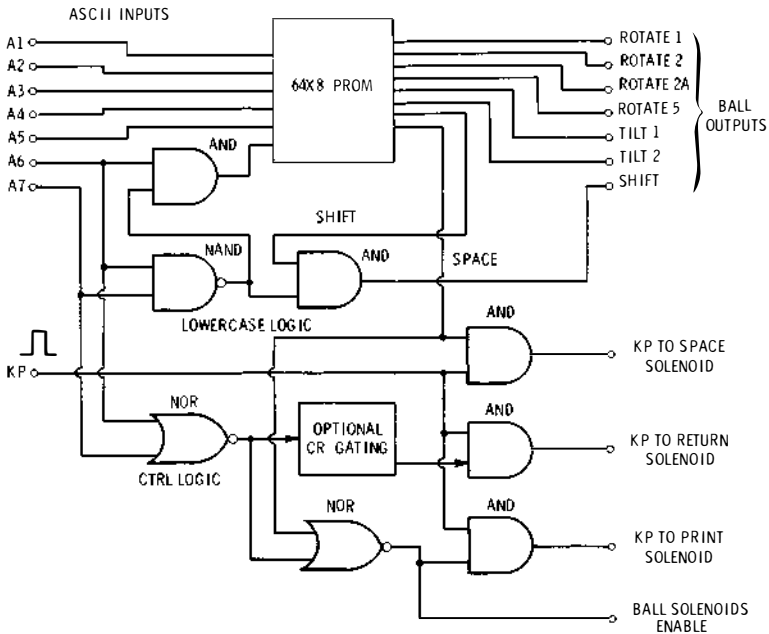 ASCII INPUTS
A1
A2
A3
A4
A5
A6
A7
64X8 PROM
ROTATE 1
ROTATE 2
ROTATE 2A
ROTATE 5
TILT 1
TILT 2
SHIFT
BALL
OUTPUTS
AND
SHIFT
NAND
AND
SPACE
LOWERCASE LOGIC
KP
AND
KP TO SPACE
SOLENOID
NOR
OPTIONAL
CR GATING
AND
KP TO RETURN
SOLENOID
CTRL LOGIC
NOR
AND
KP TO PRINT
SOLENOID
BALL SOLENOIDS
ENABLE